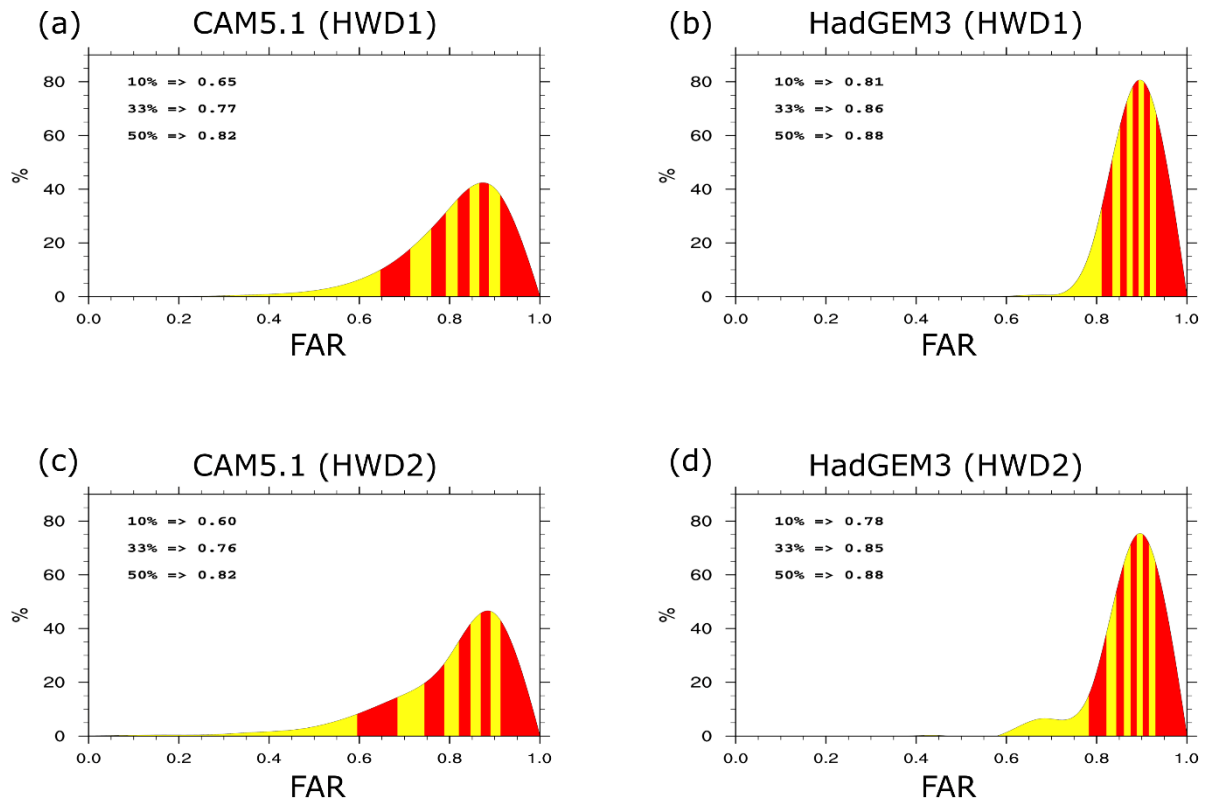 (a) CAM5.1 (HWD1)
80
60
40
20
0
%
10% => 0.65
33% => 0.77
50% => 0.82
0.0 0.2 0.4 0.6 0.8 1.0
FAR
(b) HadGEM3 (HWD1)
80
60
40
20
0
%
10% => 0.81
33% => 0.86
50% => 0.88
0.0 0.2 0.4 0.6 0.8 1.0
FAR
(c) CAM5.1 (HWD2)
80
60
40
20
0
%
10% => 0.60
33% => 0.76
50% => 0.82
0.0 0.2 0.4 0.6 0.8 1.0
FAR
(d) HadGEM3 (HWD2)
80
60
40
20
0
%
10% => 0.78
33% => 0.85
50% => 0.88
0.0 0.2 0.4 0.6 0.8 1.0
FAR